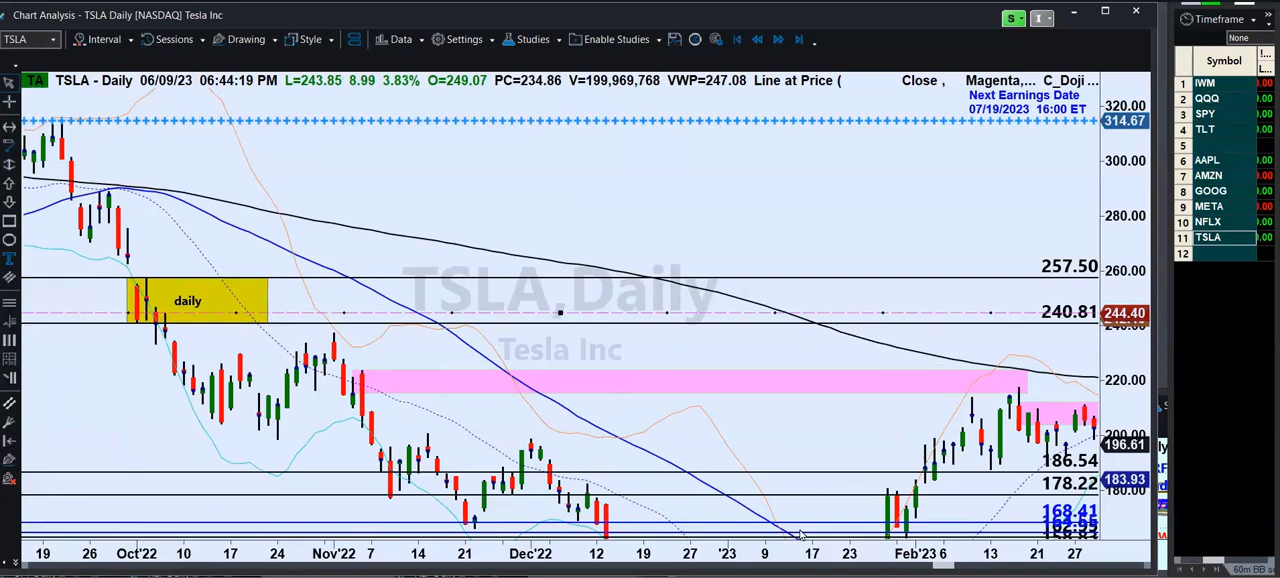 Chart Analysis - TSLA Daily [NASDAQ] Tesla Inc
S
I
TSLA
Interval
Sessions
Drawing
Style
Data
Settings
Studies
Enable Studies
TA
TSLA - Daily 06/09/23 06:44:19 PM L=243.85 8.99 3.83% O=249.07 PC=234.86 V=199,969,768 VWP=247.08 Line at Price ( Close , Magenta,... C_Doji ...
Next Earnings Date
07/19/2023 16:00 ET
320.00
314.67
300.00
280.00
260.00
257.50
240.81
244.40
220.00
200.00
196.61
186.54
183.93
178.22
180.00
168.41
TSLA,Daily
Tesla Inc
daily
19 26 Oct'22 10 17 24 Nov'22 7 14 21 Dec'22 12 19 27 '23 9 17 23 Feb'23 6 13 21 27
Timeframe
None
Symbol
1 IWM
2 QQQ
3 SPY
4 TLT
5
6 AAPL
7 AMZN
8 GOOG
9 META
10 NFLX
11 TSLA
12
60m BB